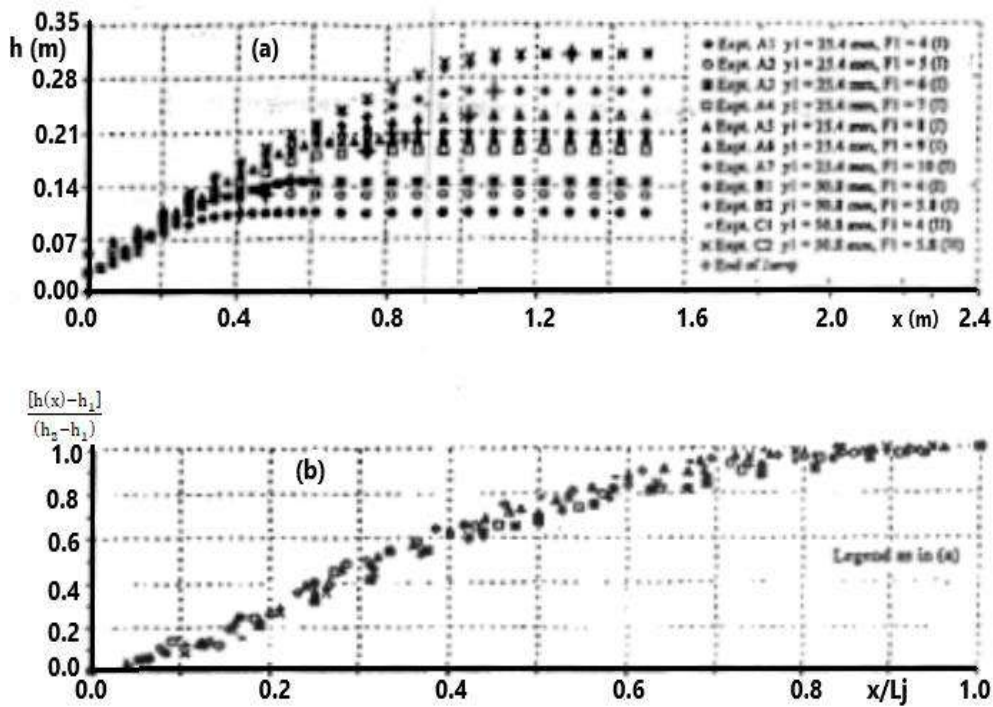 0.35
h (m)
(a)
0.28
0.21
0.14
0.07
0.00
0.0 0.4 0.8 1.2 1.6 2.0 x (m) 2.4
Expt. A1 y1 = 25.4 mm, F1 = 4 (I)
Expt. A2 y1 = 25.4 mm, F1 = 5 (I)
Expt. A3 y1 = 25.4 mm, F1 = 6 (I)
Expt. A4 y1 = 25.4 mm, F1 = 7 (I)
Expt. A5 y1 = 25.4 mm, F1 = 8 (I)
Expt. A6 y1 = 25.4 mm, F1 = 9 (I)
Expt. A7 y1 = 25.4 mm, F1 = 10 (I)
Expt. B1 y1 = 50.8 mm, F1 = 4 (I)
Expt. B2 y1 = 50.8 mm, F1 = 5.8 (I)
Expt. C1 y1 = 50.8 mm, F1 = 4 (II)
Expt. C2 y1 = 50.8 mm, F1 = 5.8 (II)
End of Jump
[h(x)-h₁]
(h₂-h₁)
1.0
(b)
0.8
0.6
0.4
0.2
0.0
Legend as in (a)
0.0 0.2 0.4 0.6 0.8 x/Lj 1.0